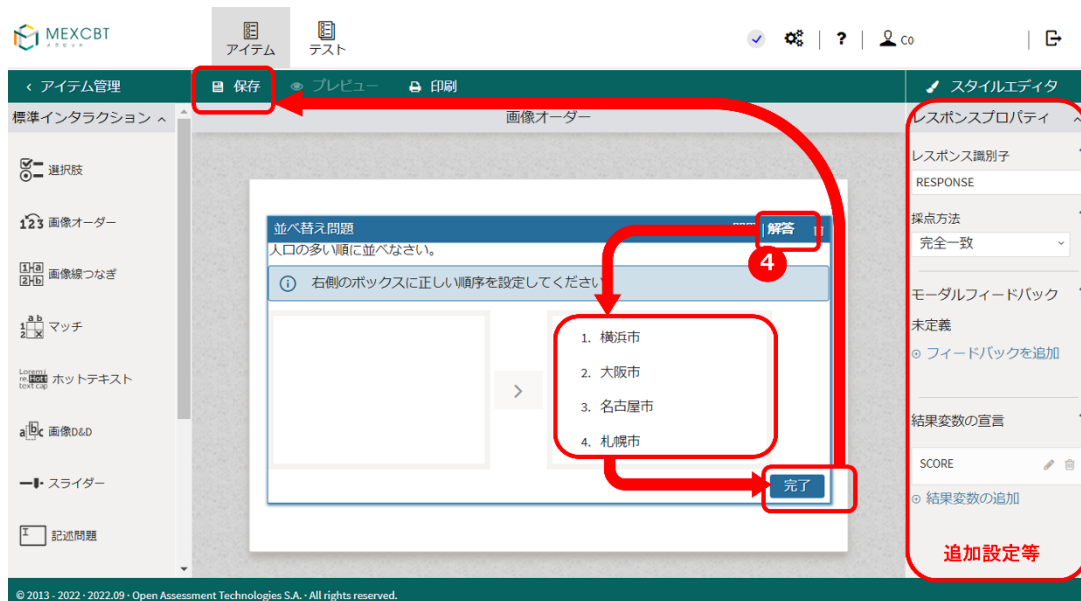 MEXCBT
メクビット
アイテム
テスト
?
CO
アイテム管理
保存
プレビュー
印刷
スタイルエディタ
標準インタラクション
画像オーダー
レスポンスプロパティ
選択肢
画像オーダー
画像線つなぎ
マッチ
ホットテキスト
画像D&D
スライダー
記述問題
並べ替え問題
解答
人口の多い順に並べなさい。
4
右側のボックスに正しい順序を設定してください
1. 横浜市
2. 大阪市
3. 名古屋市
4. 札幌市
完了
レスポンス識別子
RESPONSE
採点方法
完全一致
モーダルフィードバック
未定義
フィードバックを追加
結果変数の宣言
SCORE
結果変数の追加
追加設定等
© 2013 - 2022 · 2022.09 · Open Assessment Technologies S.A. · All rights reserved.